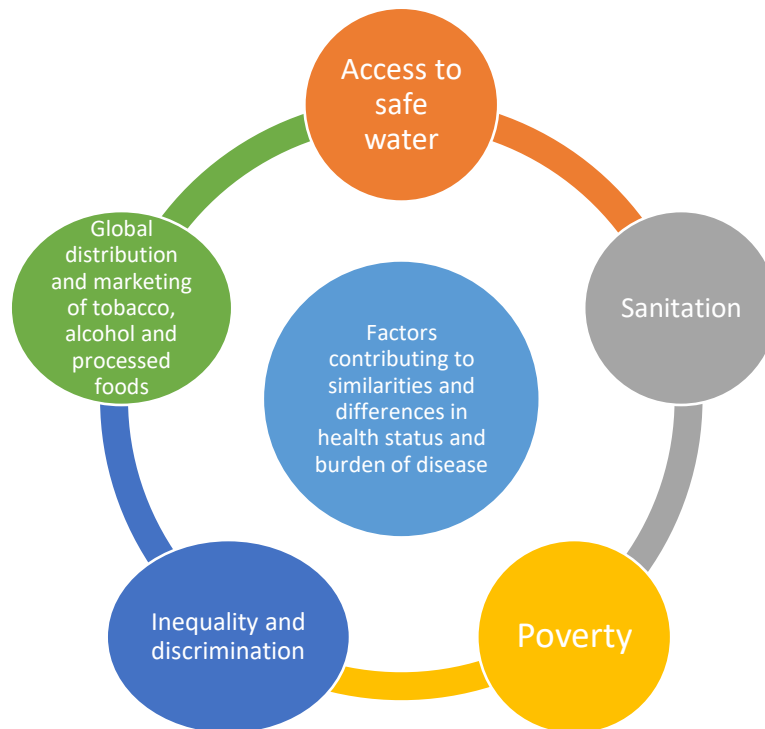 Access to
safe
water
Sanitation
Poverty
Inequality and
discrimination
Global
distribution
and marketing
of tobacco,
alcohol and
processed
foods
Factors
contributing to
similarities and
differences in
health status and
burden of disease